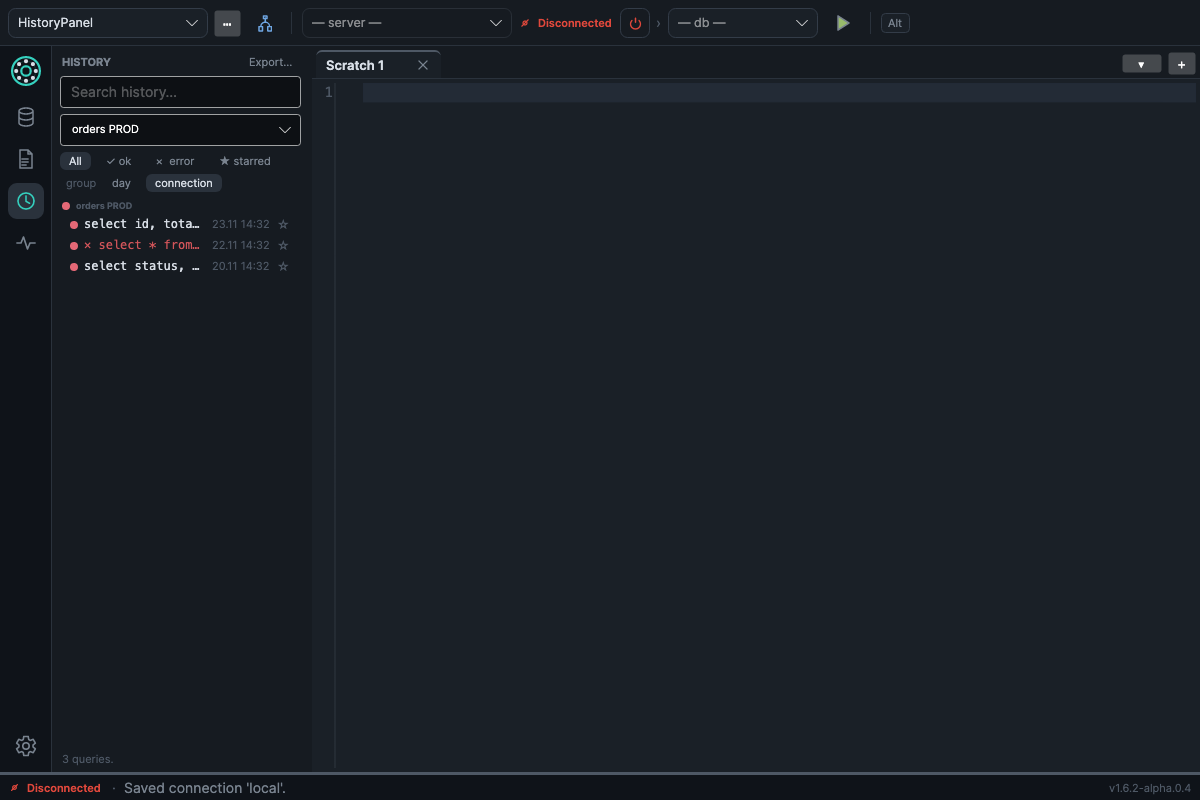 HistoryPanel
…
— server —
Disconnected
— db —
Alt
HISTORY
Export...
Scratch 1
▾
+
Search history...
1
orders PROD
All
✓ ok
× error
★ starred
group
day
connection
orders PROD
select id, tota… 23.11 14:32 ☆
× select * from… 22.11 14:32 ☆
select status, … 20.11 14:32 ☆
3 queries.
Disconnected · Saved connection 'local'.
v1.6.2-alpha.0.4